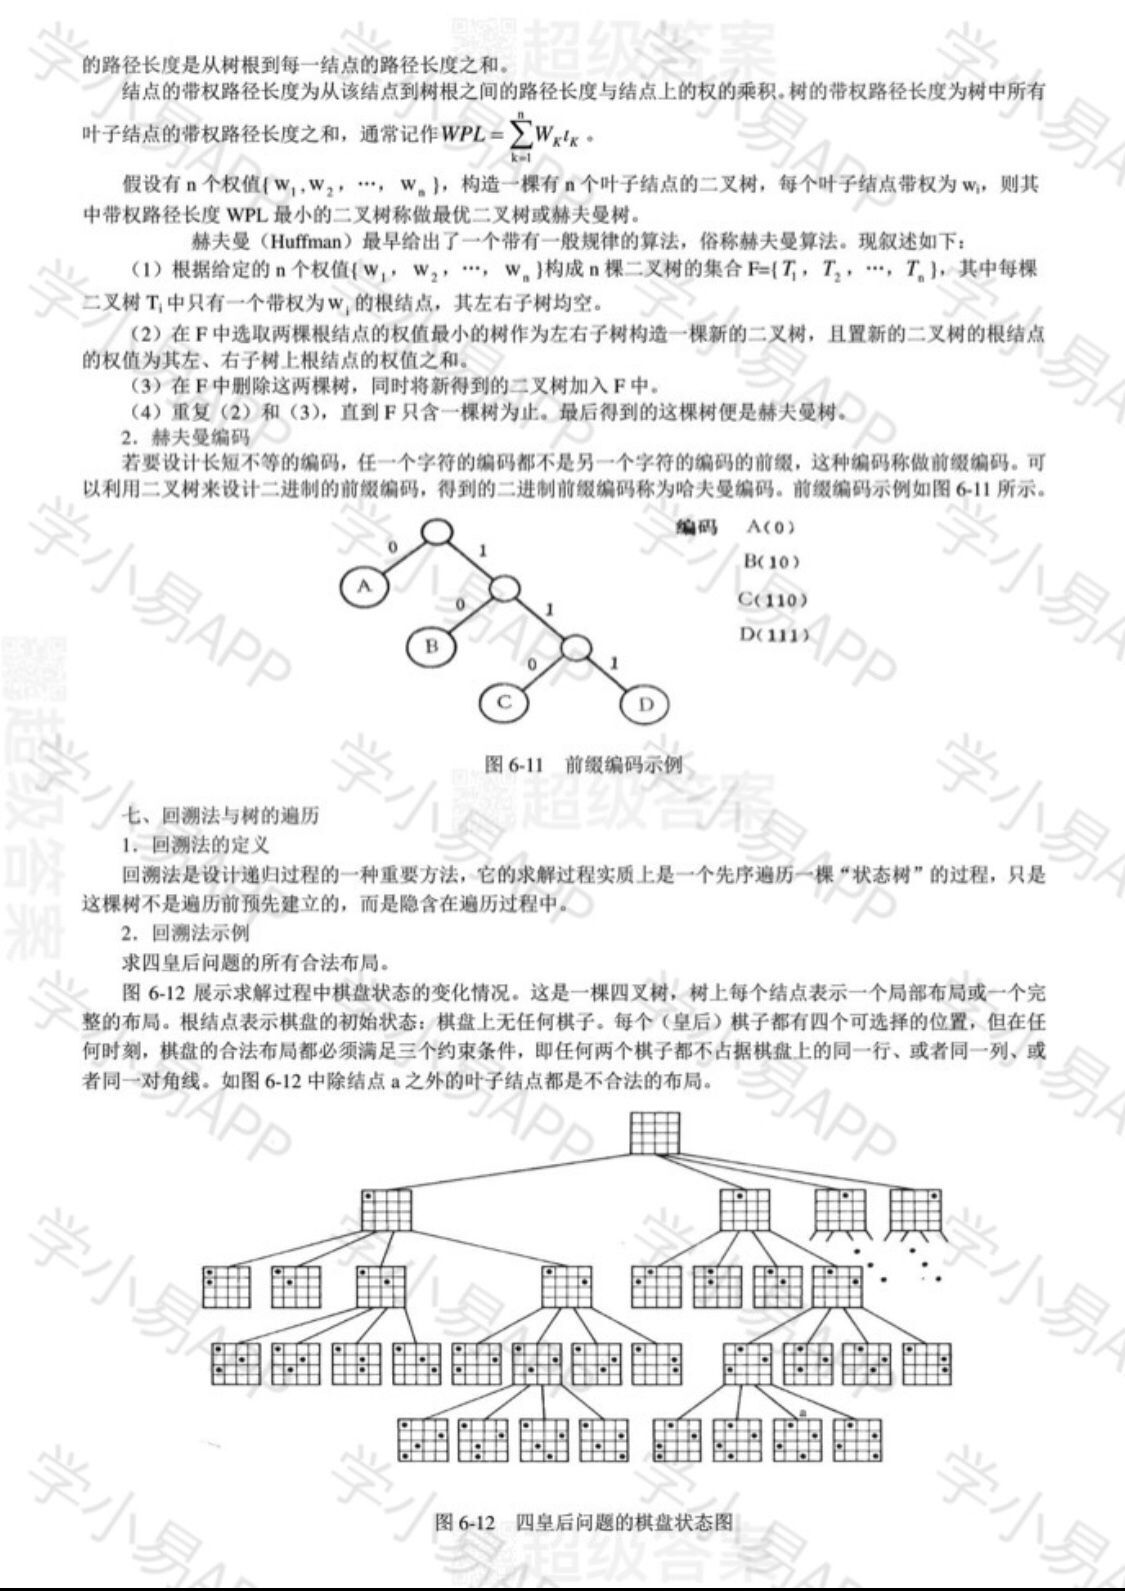 的路径长度是从树根到每一结点的路径长度之和。
结点的带权路径长度为从该结点到树根之间的路径长度与结点上的权的乘积。树的带权路径长度为树中所有
叶子结点的带权路径长度之和，通常记作WPL = ∑(k=1→n) W_K l_K 。
假设有 n 个权值{ w₁,w₂， …， wₙ }，构造一棵有 n 个叶子结点的二叉树，每个叶子结点带权为 wᵢ，则其
中带权路径长度 WPL 最小的二叉树称做最优二叉树或赫夫曼树。
赫夫曼（Huffman）最早给出了一个带有一般规律的算法，俗称赫夫曼算法。现叙述如下：
（1）根据给定的 n 个权值{ w₁， w₂， …， wₙ }构成 n 棵二叉树的集合 F={ T₁， T₂， …， Tₙ }，其中每棵
二叉树 Tᵢ 中只有一个带权为 wᵢ 的根结点，其左右子树均空。
（2）在 F 中选取两棵根结点的权值最小的树作为左右子树构造一棵新的二叉树，且置新的二叉树的根结点
的权值为其左、右子树上根结点的权值之和。
（3）在 F 中删除这两棵树，同时将新得到的二叉树加入 F 中。
（4）重复（2）和（3），直到 F 只含一棵树为止。最后得到的这棵树便是赫夫曼树。
2．赫夫曼编码
若要设计长短不等的编码，任一个字符的编码都不是另一个字符的编码的前缀，这种编码称做前缀编码。可
以利用二叉树来设计二进制的前缀编码，得到的二进制前缀编码称为哈夫曼编码。前缀编码示例如图 6-11 所示。
编码 A(0)
B(10)
C(110)
D(111)
0 1
A
0 1
B
0 1
C D
图 6-11 前缀编码示例
七、回溯法与树的遍历
1．回溯法的定义
回溯法是设计递归过程的一种重要方法，它的求解过程实质上是一个先序遍历一棵“状态树”的过程，只是
这棵树不是遍历前预先建立的，而是隐含在遍历过程中。
2．回溯法示例
求四皇后问题的所有合法布局。
图 6-12 展示求解过程中棋盘状态的变化情况。这是一棵四叉树，树上每个结点表示一个局部布局或一个完
整的布局。根结点表示棋盘的初始状态：棋盘上无任何棋子。每个（皇后）棋子都有四个可选择的位置，但在任
何时刻，棋盘的合法布局都必须满足三个约束条件，即任何两个棋子都不占据棋盘上的同一行、或者同一列、或
者同一对角线。如图 6-12 中除结点 a 之外的叶子结点都是不合法的布局。
a
图 6-12 四皇后问题的棋盘状态图
学小易APP
超级答案